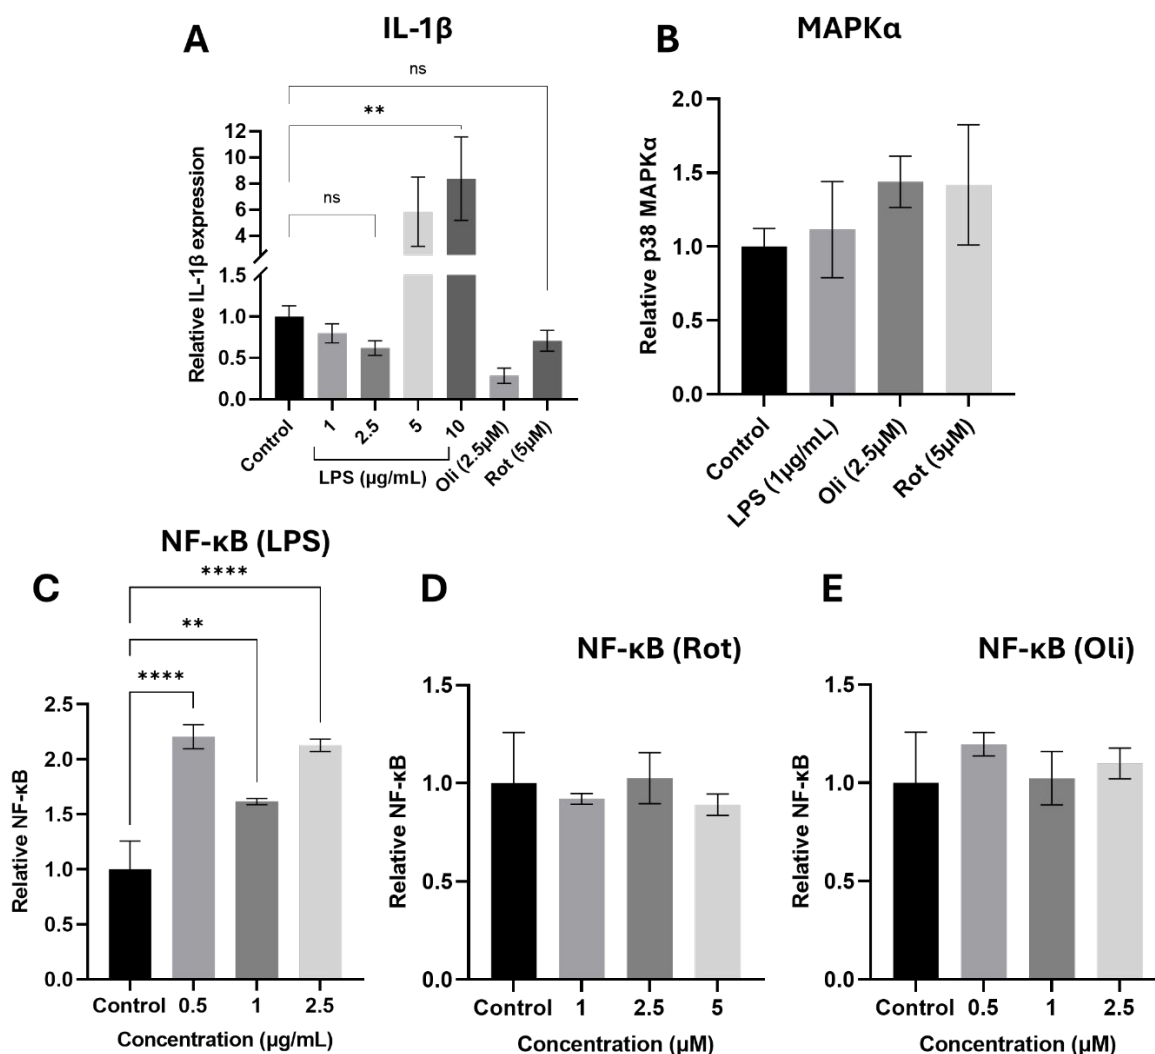 A
IL-1β
ns
**
ns
Relative IL-1β expression
12
10
8
6
4
1.5
1.0
0.5
0.0
Control
1
2.5
5
10
Oli (2.5µM)
Rot (5µM)
LPS (µg/mL)
B
MAPKα
Relative p38 MAPKα
2.0
1.5
1.0
0.5
0.0
Control
LPS (1µg/mL)
Oli (2.5µM)
Rot (5µM)
C
NF-κB (LPS)
****
**
****
Relative NF-κB
2.5
2.0
1.5
1.0
0.5
0.0
Control 0.5 1 2.5
Concentration (µg/mL)
D
NF-κB (Rot)
Relative NF-κB
1.5
1.0
0.5
0.0
Control 1 2.5 5
Concentration (µM)
E
NF-κB (Oli)
Relative NF-κB
1.5
1.0
0.5
0.0
Control 0.5 1 2.5
Concentration (µM)